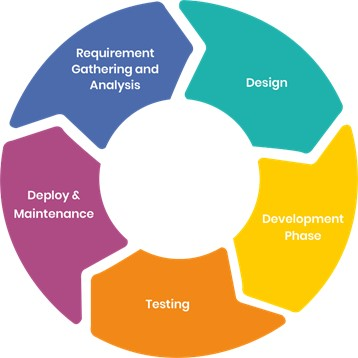 Requirement
Gathering and
Analysis
Design
Development
Phase
Testing
Deploy &
Maintenance